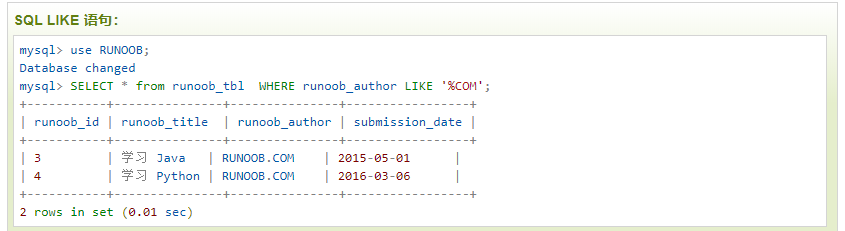 SQL LIKE 语句:
mysql> use RUNOOB;
Database changed
mysql> SELECT * from runoob_tbl  WHERE runoob_author LIKE '%COM';
+-----------+---------------+---------------+-----------------+
| runoob_id | runoob_title  | runoob_author | submission_date |
+-----------+---------------+---------------+-----------------+
| 3         | 学习 Java   | RUNOOB.COM    | 2015-05-01      |
| 4         | 学习 Python | RUNOOB.COM    | 2016-03-06      |
+-----------+---------------+---------------+-----------------+
2 rows in set (0.01 sec)